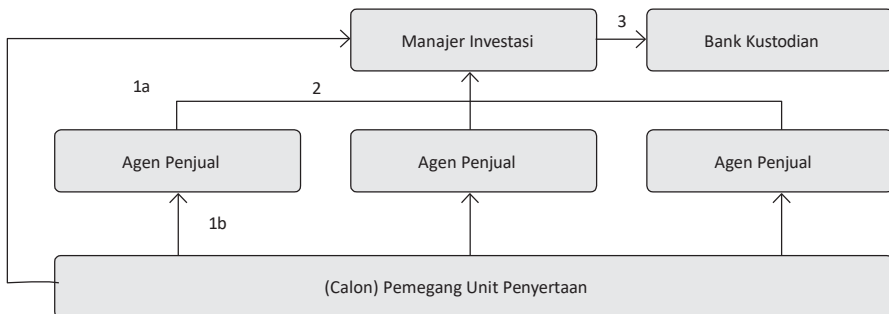 Manajer Investasi
3
Bank Kustodian
1a
2
Agen Penjual
Agen Penjual
Agen Penjual
1b
(Calon) Pemegang Unit Penyertaan